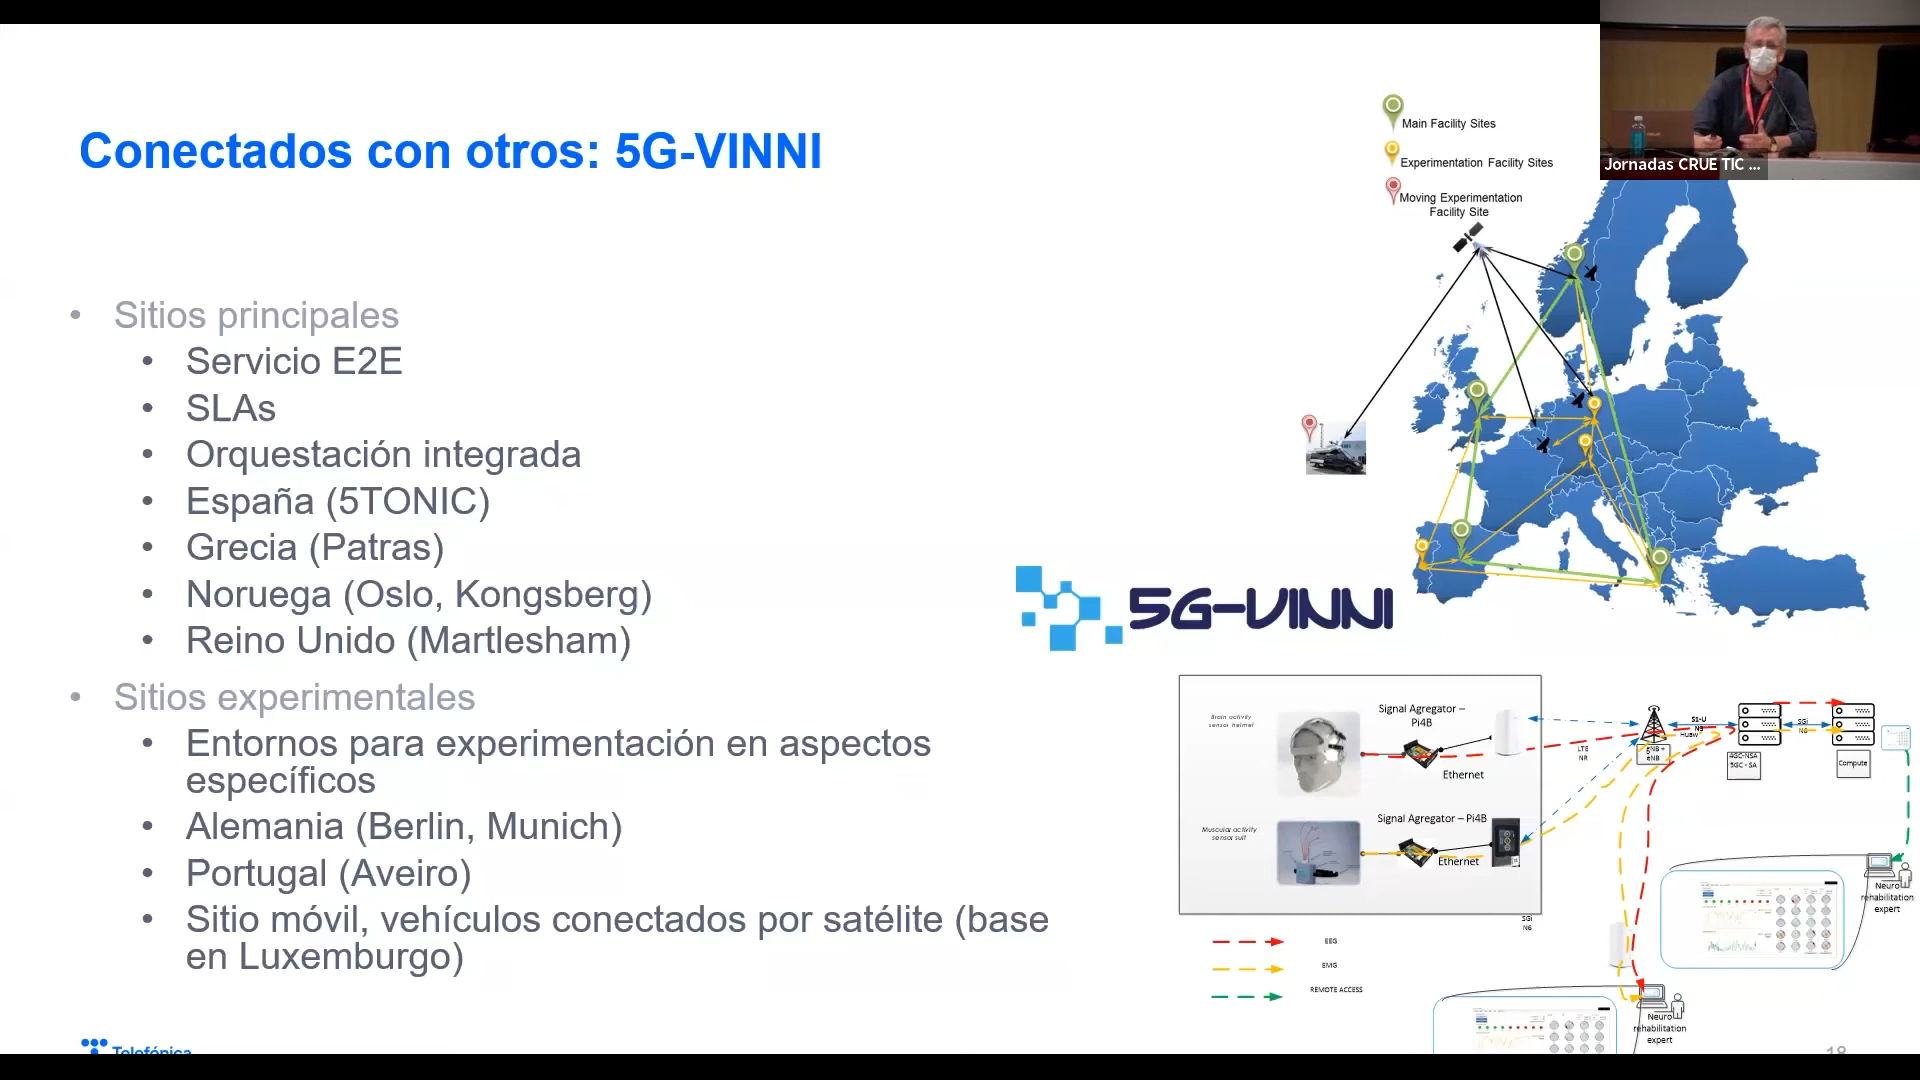 Conectados con otros: 5G-VINNI
Main Facility Sites
Experimentation Facility Sites
Moving Experimentation
Facility Site
Jornadas CRUE TIC ...
• Sitios principales
• Servicio E2E
• SLAs
• Orquestación integrada
• España (5TONIC)
• Grecia (Patras)
• Noruega (Oslo, Kongsberg)
• Reino Unido (Martlesham)
• Sitios experimentales
• Entornos para experimentación en aspectos
específicos
• Alemania (Berlin, Munich)
• Portugal (Aveiro)
• Sitio móvil, vehículos conectados por satélite (base
en Luxemburgo)
5G-VINNI
Brain activity
sensor helmet
Signal Agregator –
Pi4B
Ethernet
Muscular activity
sensor suit
Signal Agregator – Pi4B
Ethernet
LTE
NR
S1-U
N3
Huawei
eNB
4GC-NSA
5GC - SA
SGi
N6
Compute
SGi
N6
EEG
EMG
REMOTE ACCESS
Neuro
rehabilitation
expert
Neuro
rehabilitation
expert
Telefónica
18